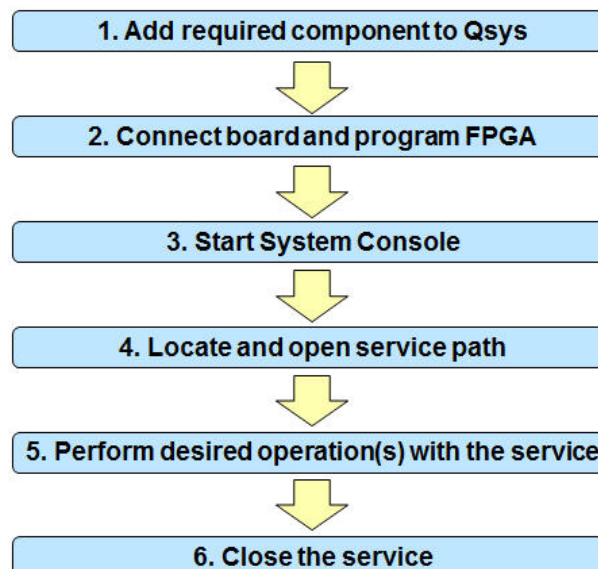 1. Add required component to Qsys
2. Connect board and program FPGA
3. Start System Console
4. Locate and open service path
5. Perform desired operation(s) with the service
6. Close the service